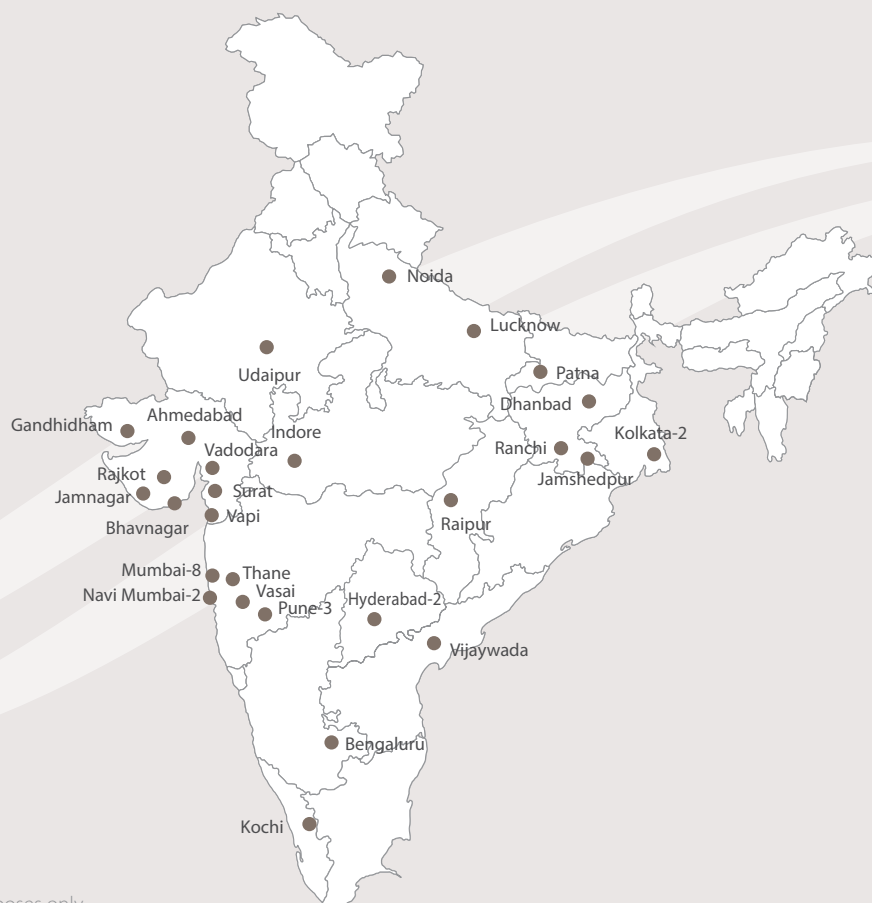 Noida
Lucknow
Udaipur
Patna
Dhanbad
Gandhidham
Ahmedabad
Indore
Kolkata-2
Vadodara
Ranchi
Rajkot
Jamshedpur
Jamnagar
Surat
Bhavnagar
Vapi
Raipur
Mumbai-8
Thane
Navi Mumbai-2
Vasai
Hyderabad-2
Pune-3
Vijaywada
Bengaluru
Kochi
only